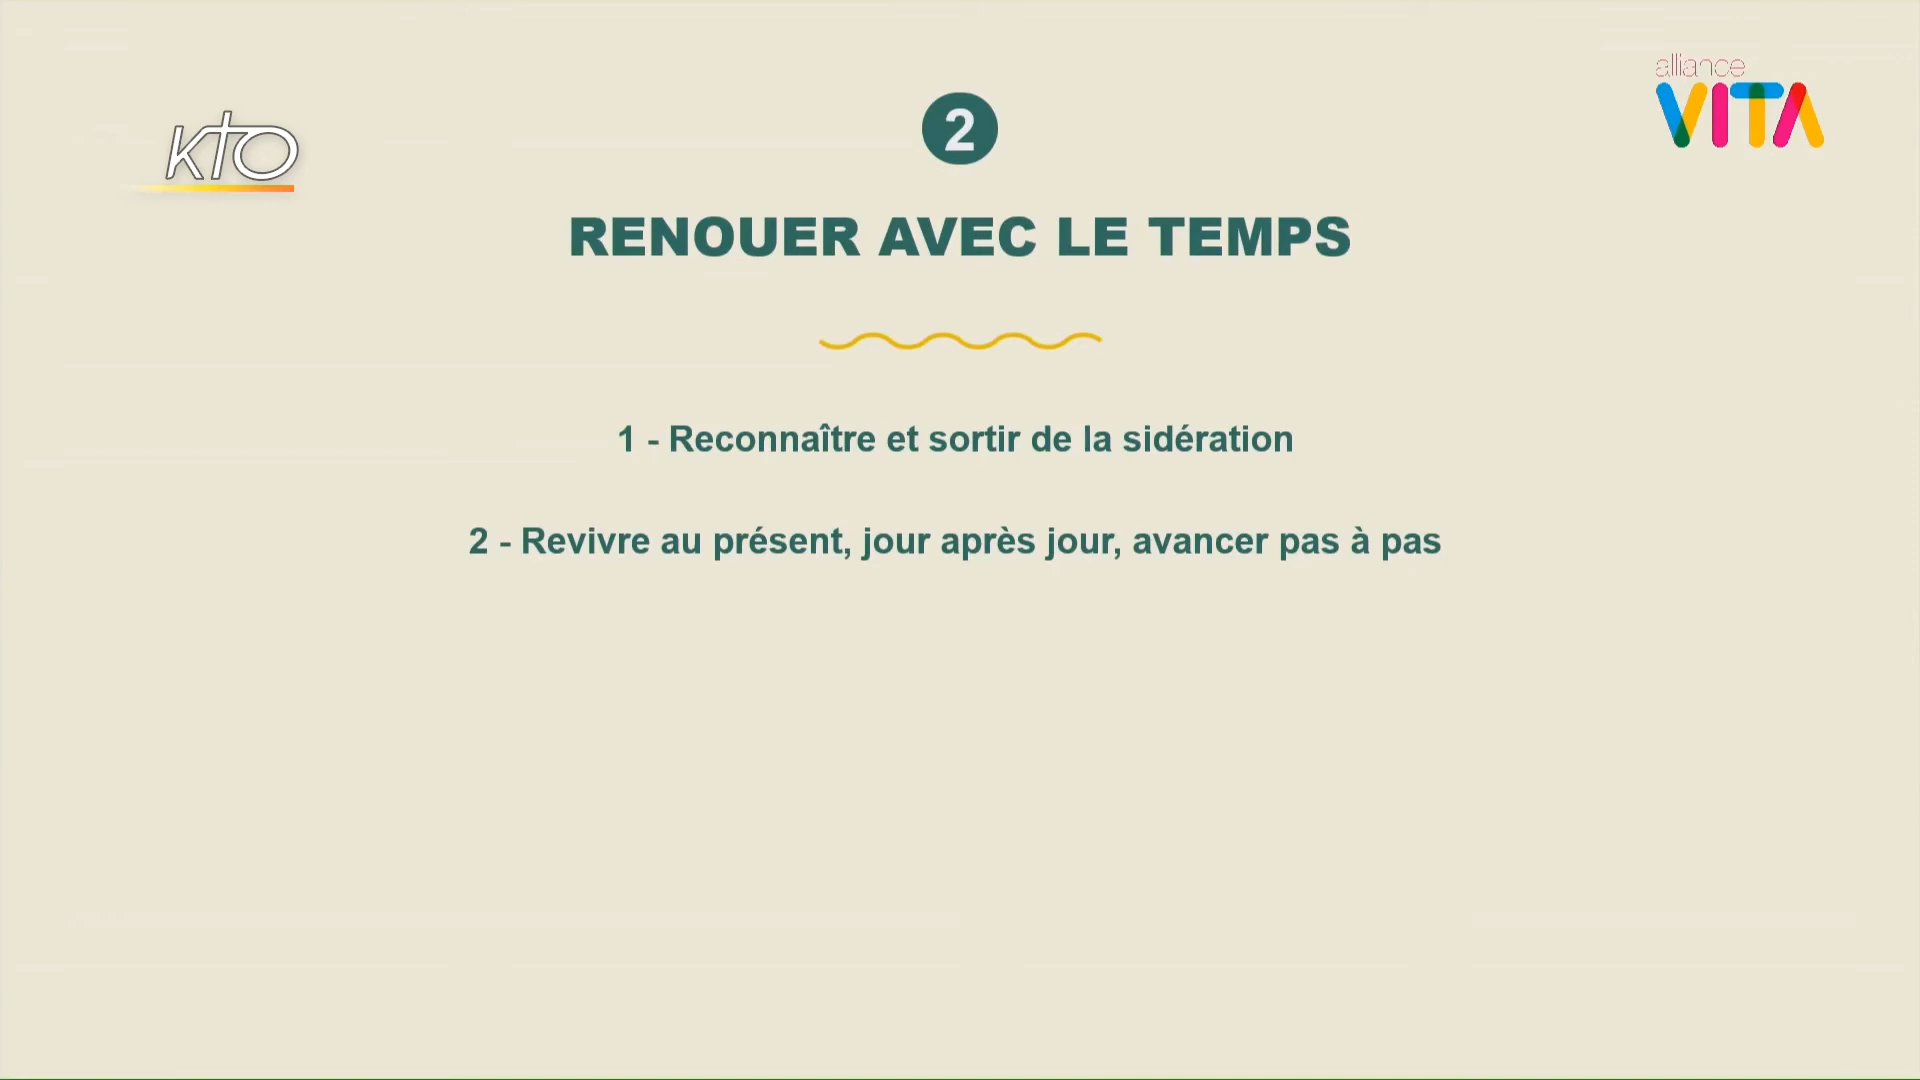 KTO
alliance
VITA
2
RENOUER AVEC LE TEMPS
1 - Reconnaître et sortir de la sidération
2 - Revivre au présent, jour après jour, avancer pas à pas